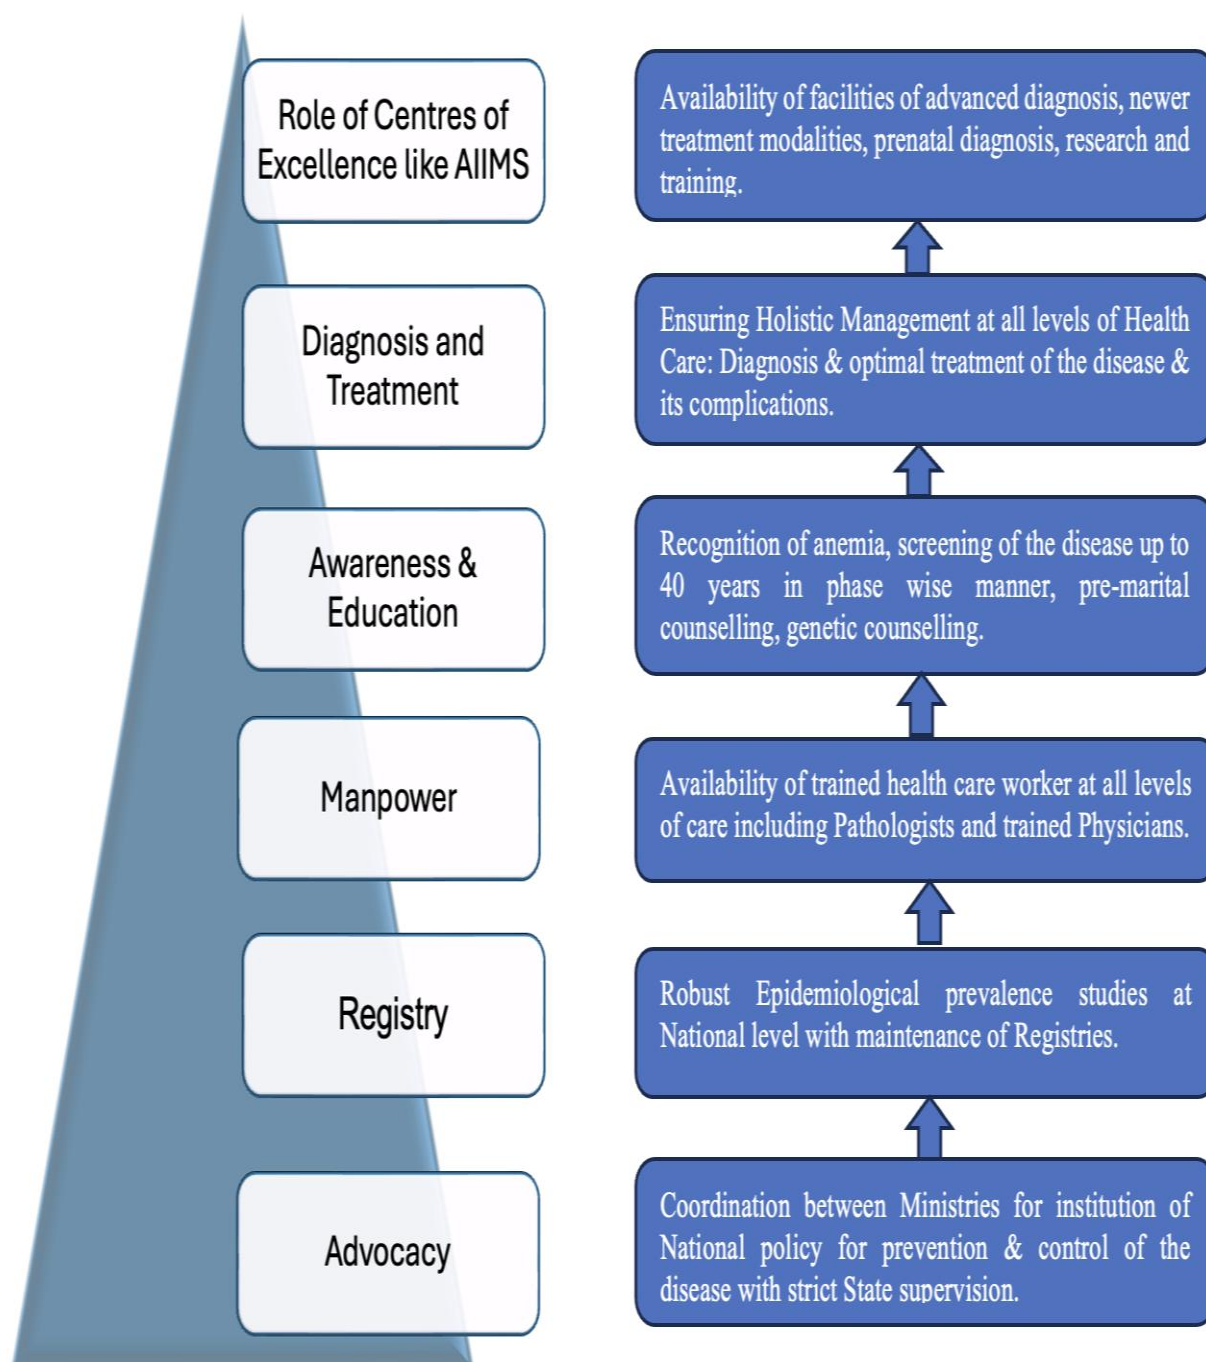 Role of Centres of
Excellence like AIIMS
Availability of facilities of advanced diagnosis, newer
treatment modalities, prenatal diagnosis, research and
training.
Diagnosis and
Treatment
Ensuring Holistic Management at all levels of Health
Care: Diagnosis & optimal treatment of the disease &
its complications.
Awareness &
Education
Recognition of anemia, screening of the disease up to
40 years in phase wise manner, pre-marital
counselling, genetic counselling.
Manpower
Availability of trained health care worker at all levels
of care including Pathologists and trained Physicians.
Registry
Robust Epidemiological prevalence studies at
National level with maintenance of Registries.
Advocacy
Coordination between Ministries for institution of
National policy for prevention & control of the
disease with strict State supervision.